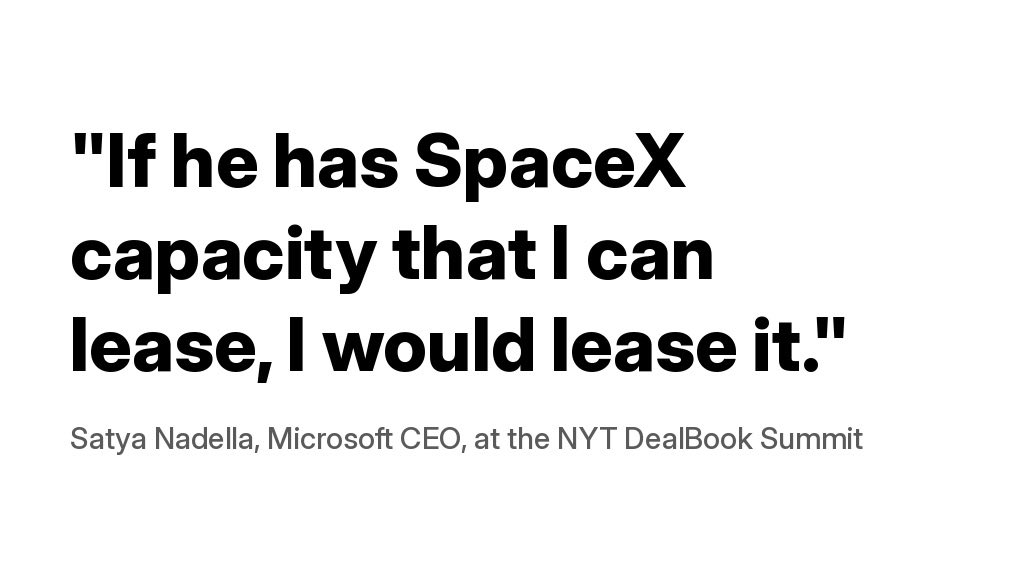 "If he has SpaceX
capacity that I can
lease, I would lease it."
Satya Nadella, Microsoft CEO, at the NYT DealBook Summit